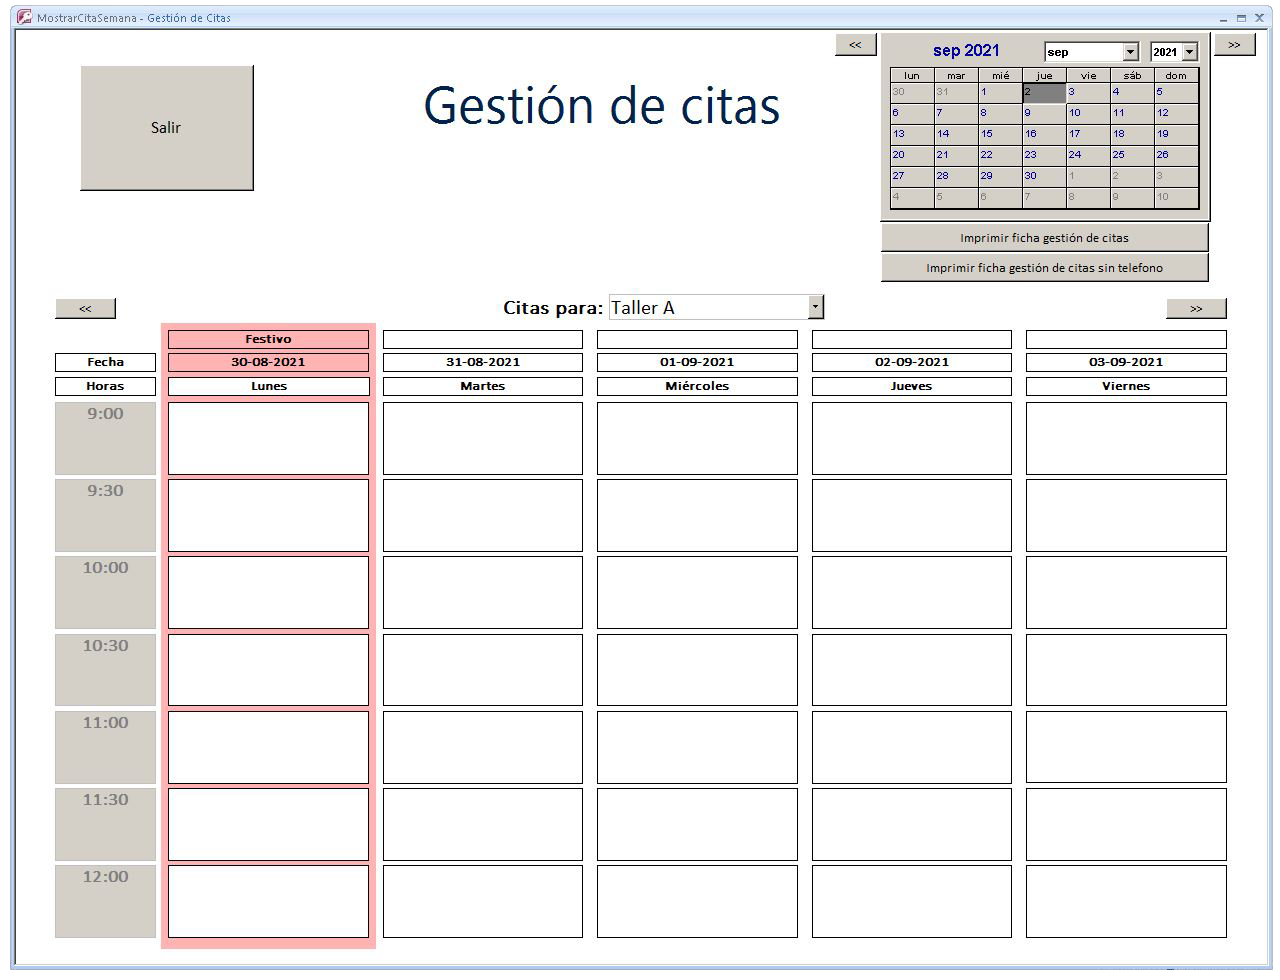 MostrarCitaSemana - Gestión de Citas
<<
sep 2021
sep
2021
>>
lun mar mié jue vie sáb dom
30 31 1 2 3 4 5
6 7 8 9 10 11 12
13 14 15 16 17 18 19
20 21 22 23 24 25 26
27 28 29 30 1 2 3
4 5 6 7 8 9 10
Salir
Gestión de citas
Imprimir ficha gestión de citas
Imprimir ficha gestión de citas sin telefono
<<
Citas para: Taller A
>>
Festivo
Fecha 30-08-2021 31-08-2021 01-09-2021 02-09-2021 03-09-2021
Horas Lunes Martes Miércoles Jueves Viernes
9:00
9:30
10:00
10:30
11:00
11:30
12:00